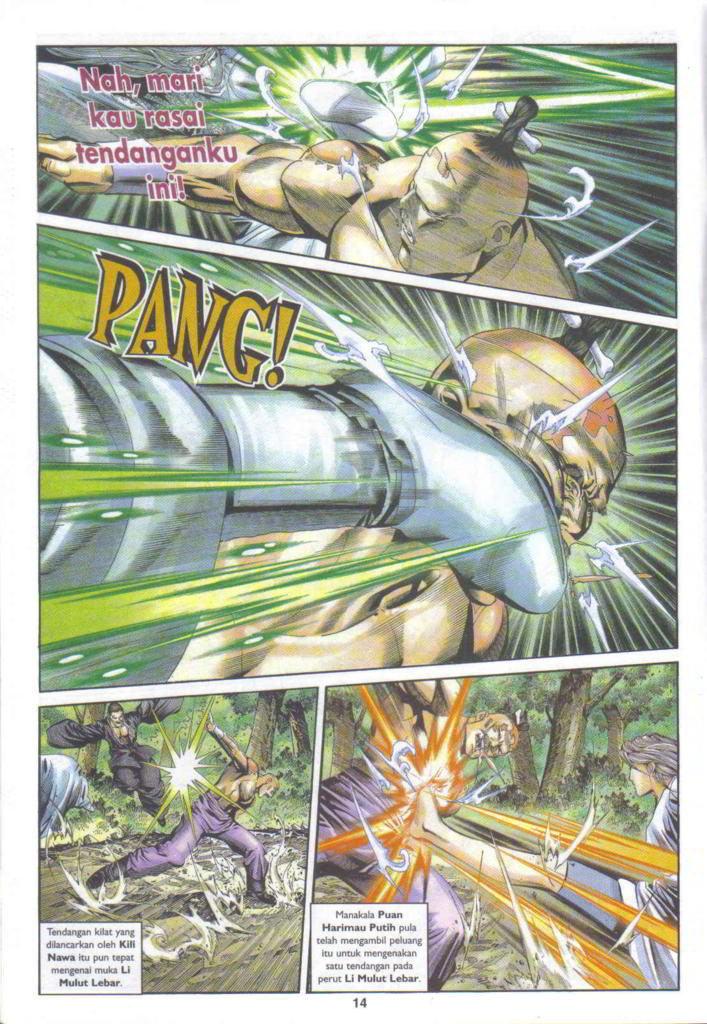 Nah, mari
kau rasai
tendanganku
ini!
PANG!
Tendangan kilat yang
dilancarkan oleh Kili
Nawa itu pun tepat
mengenai muka Li
Mulut Lebar.
Manakala Puan
Harimau Putih pula
telah mengambil peluang
itu untuk mengenakan
satu tendangan pada
perut Li Mulut Lebar.
14